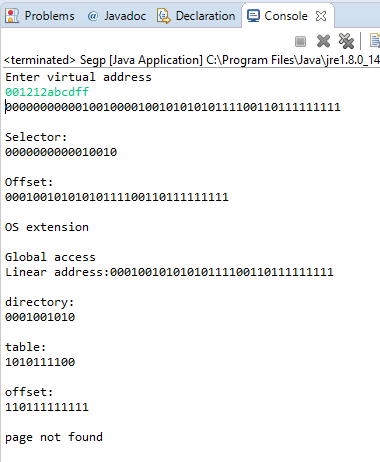 Problems @ Javadoc Declaration Console
<terminated> Segp [Java Application] C:\Program Files\Java\jre1.8.0_14
Enter virtual address
001212abcdff
000000000001001000010010101010111100110111111111
Selector:
0000000000010010
Offset:
00010010101010111100110111111111
OS extension
Global access
Linear address:00010010101010111100110111111111
directory:
0001001010
table:
1010111100
offset:
110111111111
page not found